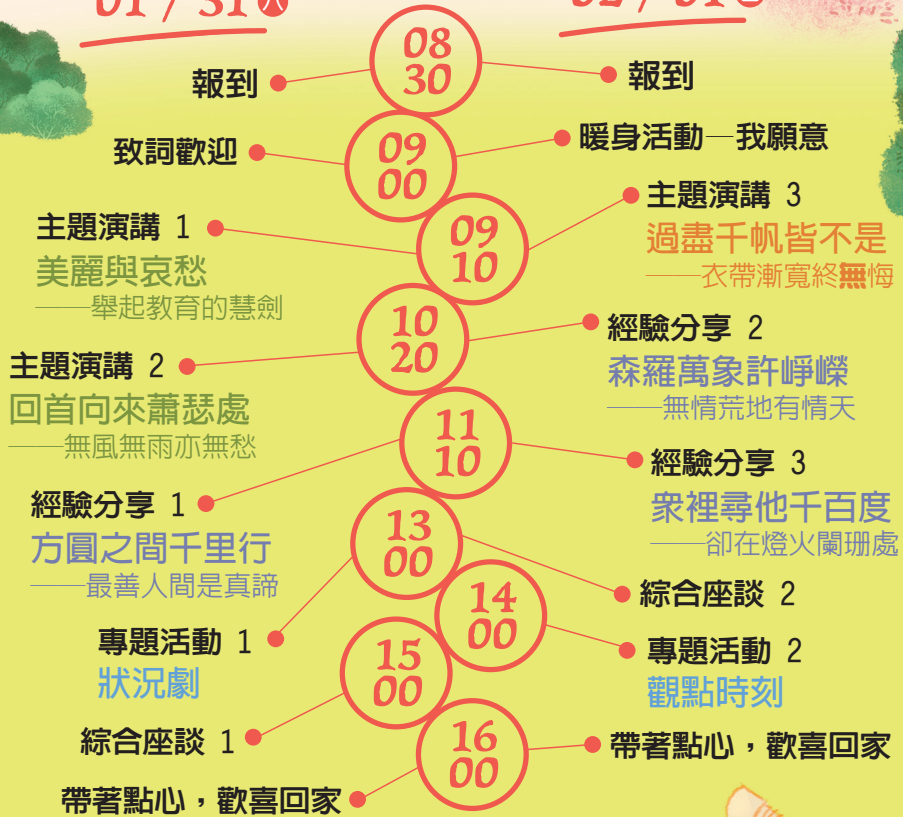 01 / 31 六
02 / 01
08
30
報到
報到
09
00
致詞歡迎
暖身活動—我願意
09
10
主題演講 1
美麗與哀愁
——舉起教育的慧劍
主題演講 3
過盡千帆皆不是
——衣帶漸寬終無悔
10
20
主題演講 2
回首向來蕭瑟處
——無風無雨亦無愁
經驗分享 2
森羅萬象許崢嶸
——無情荒地有情天
11
10
經驗分享 1
方圓之間千里行
——最善人間是真諦
經驗分享 3
眾裡尋他千百度
——卻在燈火闌珊處
13
00
專題活動 1
狀況劇
綜合座談 2
14
00
專題活動 2
觀點時刻
15
00
綜合座談 1
16
00
帶著點心，歡喜回家
帶著點心，歡喜回家